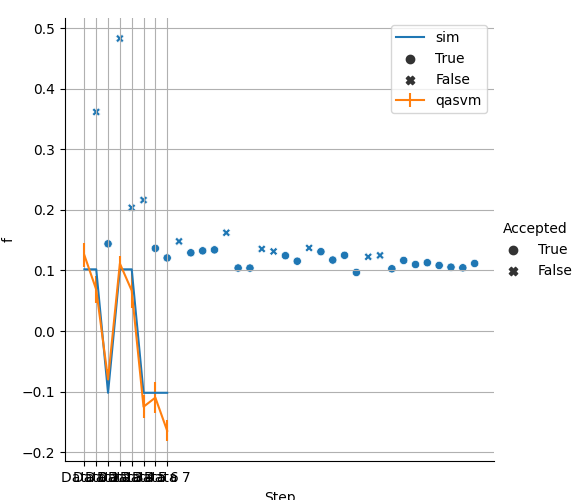 0.5
0.4
0.3
0.2
0.1
0.0
−0.1
−0.2
f
sim
True
False
qasvm
Accepted
True
False
7
Step